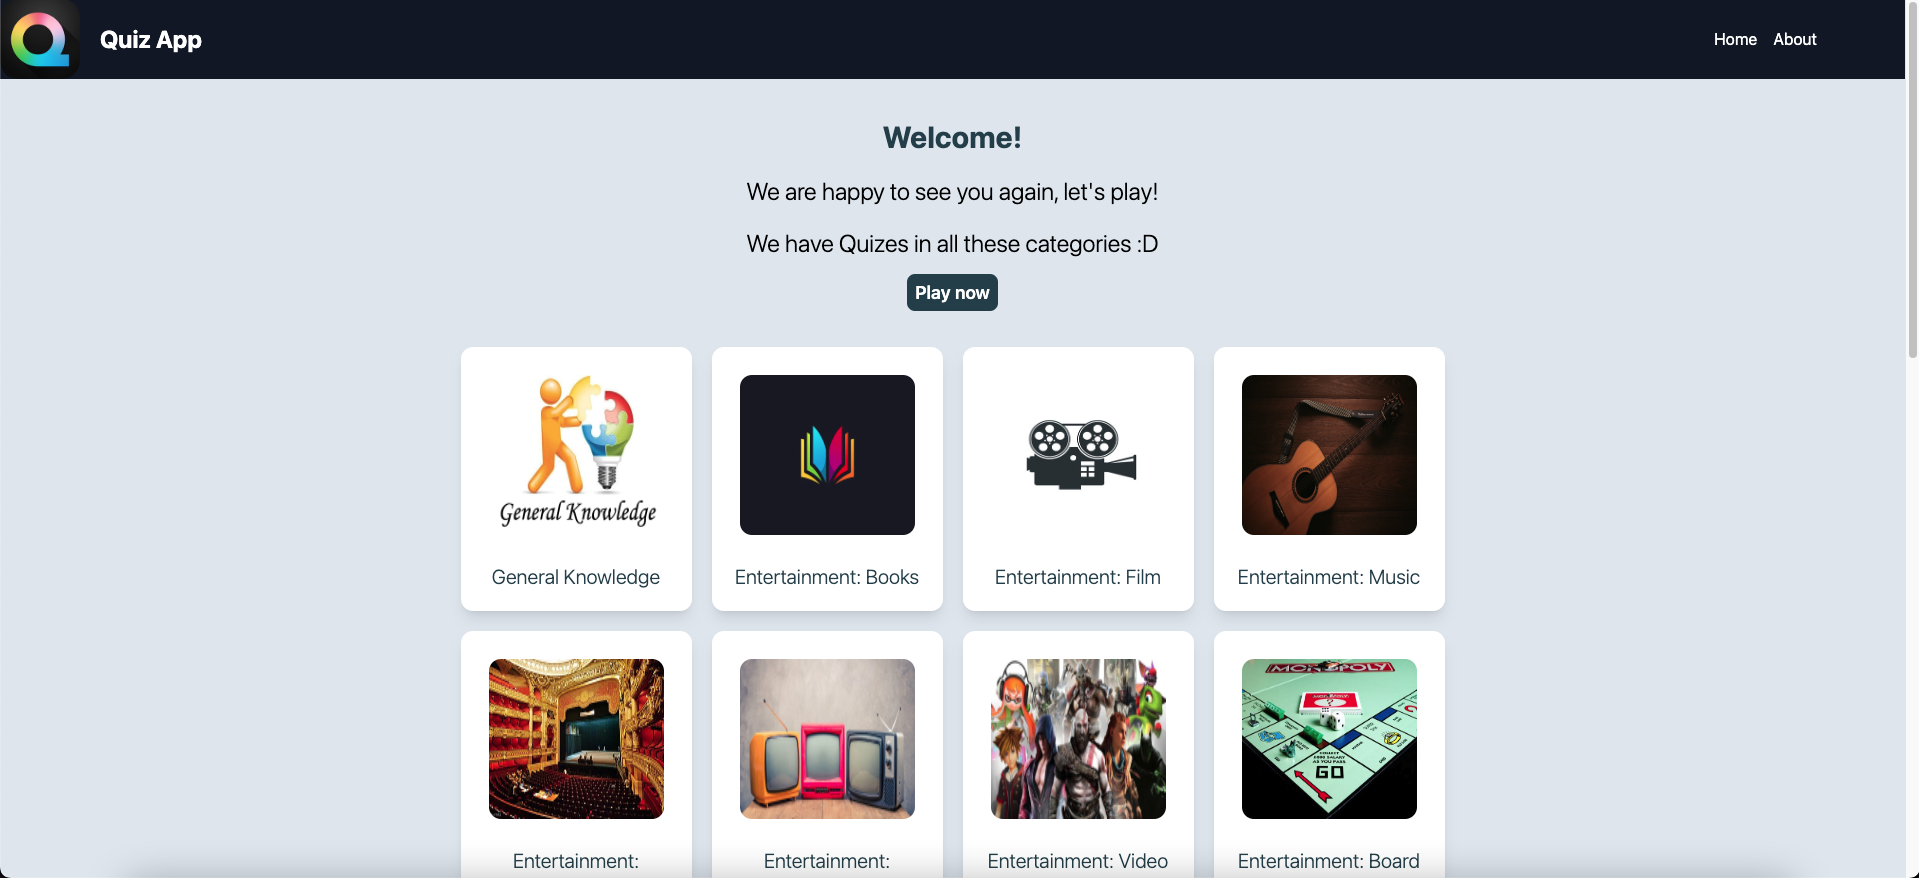 Quiz App
Home
About
Welcome!
We are happy to see you again, let's play!
We have Quizes in all these categories :D
Play now
General Knowledge
General Knowledge
Entertainment: Books
Entertainment: Film
Entertainment: Music
MONOPOLY
GO
Entertainment:
Entertainment:
Entertainment: Video
Entertainment: Board